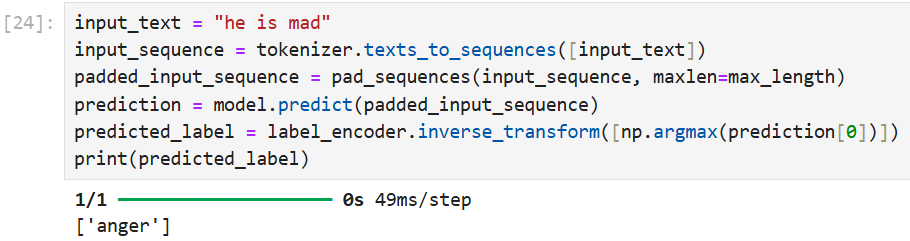 [24]: input_text = "he is mad"
input_sequence = tokenizer.texts_to_sequences([input_text])
padded_input_sequence = pad_sequences(input_sequence, maxlen=max_length)
prediction = model.predict(padded_input_sequence)
predicted_label = label_encoder.inverse_transform([np.argmax(prediction[0])])
print(predicted_label)
1/1 ━━━━━━━━━━━━━━━━━━━━ 0s 49ms/step
['anger']